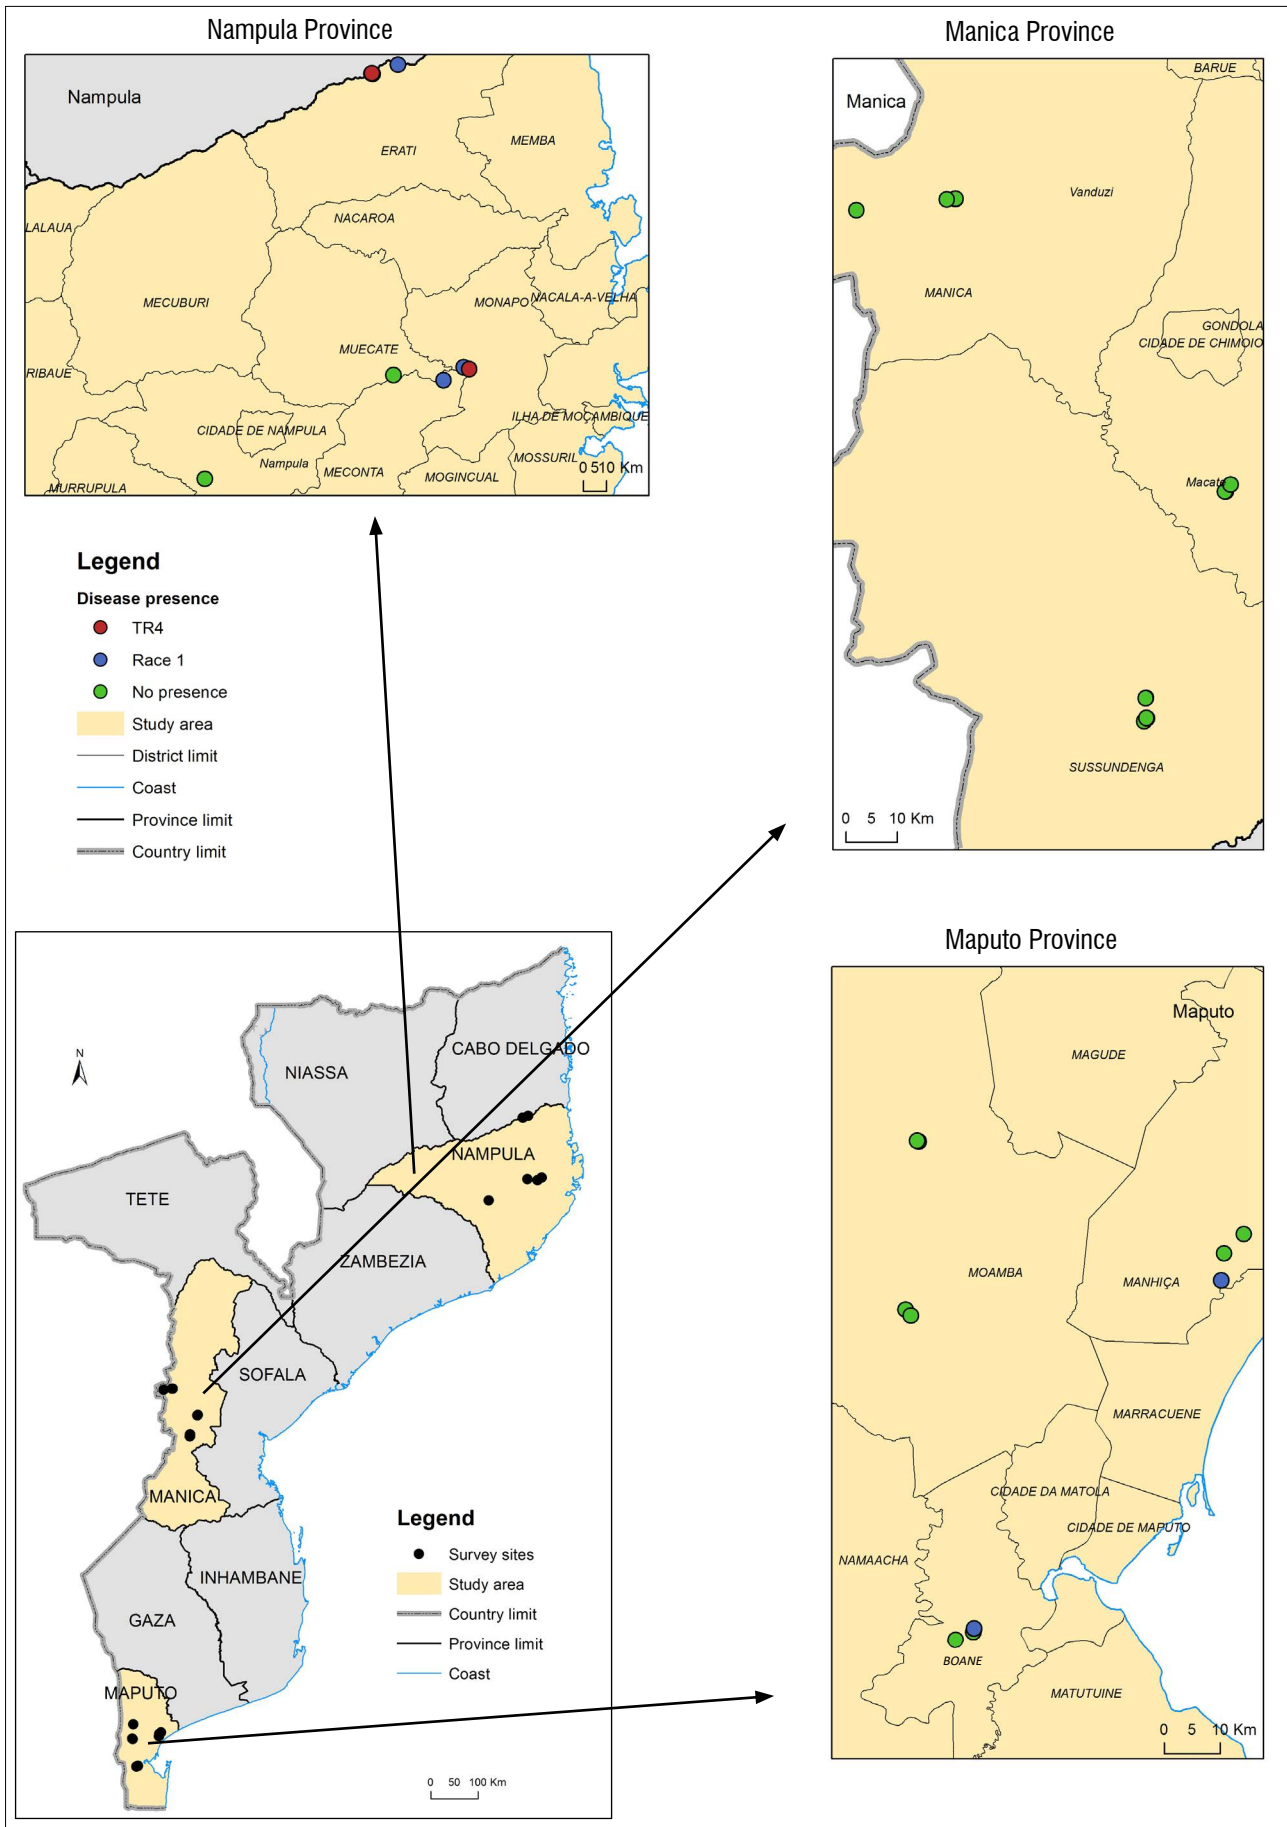 Nampula Province
Nampula
ERATI
MEMBA
LALAUA
NACAROA
MECUBURI
MONAPO
NACALA-A-VELHA
MUECATE
RIBAUE
CIDADE DE NAMPULA
ILHA DE MOÇAMBIQUE
Nampula
MECONTA
MOSSURIL
MOGINCUAL
MURRUPULA
0 510 Km
Manica Province
BARUE
Manica
Vanduzi
MANICA
GONDOLA
CIDADE DE CHIMOIO
Macate
SUSSUNDENGA
0 5 10 Km
Legend
Disease presence
TR4
Race 1
No presence
Study area
District limit
Coast
Province limit
Country limit
Maputo Province
Maputo
MAGUDE
MOAMBA
MANHIÇA
MARRACUENE
CIDADE DA MATOLA
CIDADE DE MAPUTO
NAMAACHA
BOANE
MATUTUINE
0 5 10 Km
N
CABO DELGADO
NIASSA
NAMPULA
TETE
ZAMBEZIA
SOFALA
MANICA
INHAMBANE
GAZA
MAPUTO
Legend
Survey sites
Study area
Country limit
Province limit
Coast
0 50 100 Km